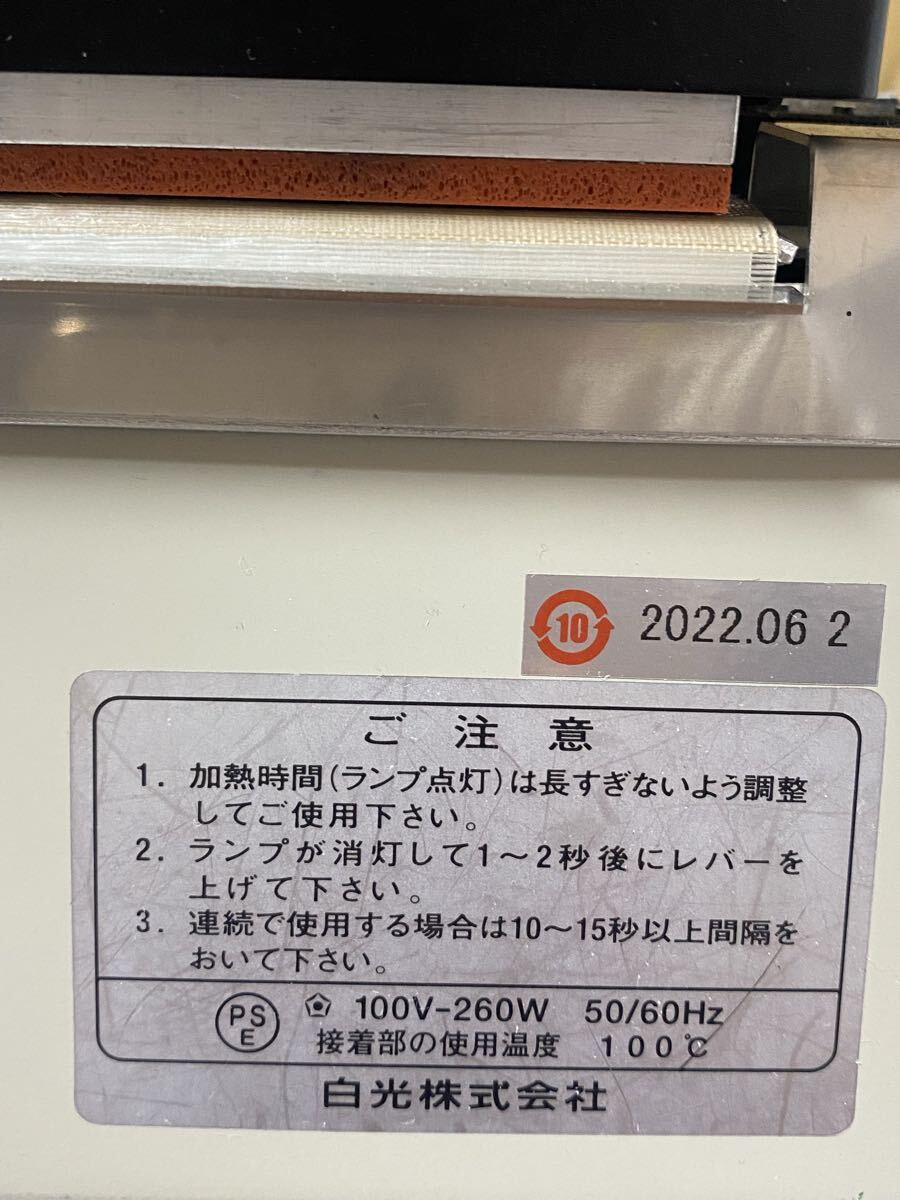 10 2022.06 2
ご注意
1. 加熱時間(ランプ点灯)は長すぎないよう調整
してご使用下さい。
2. ランプが消灯して1～2秒後にレバーを
上げて下さい。
3. 連続で使用する場合は10～15秒以上間隔を
おいて下さい。
PSE 100V-260W 50/60Hz
接着部の使用温度 100℃
白光株式会社